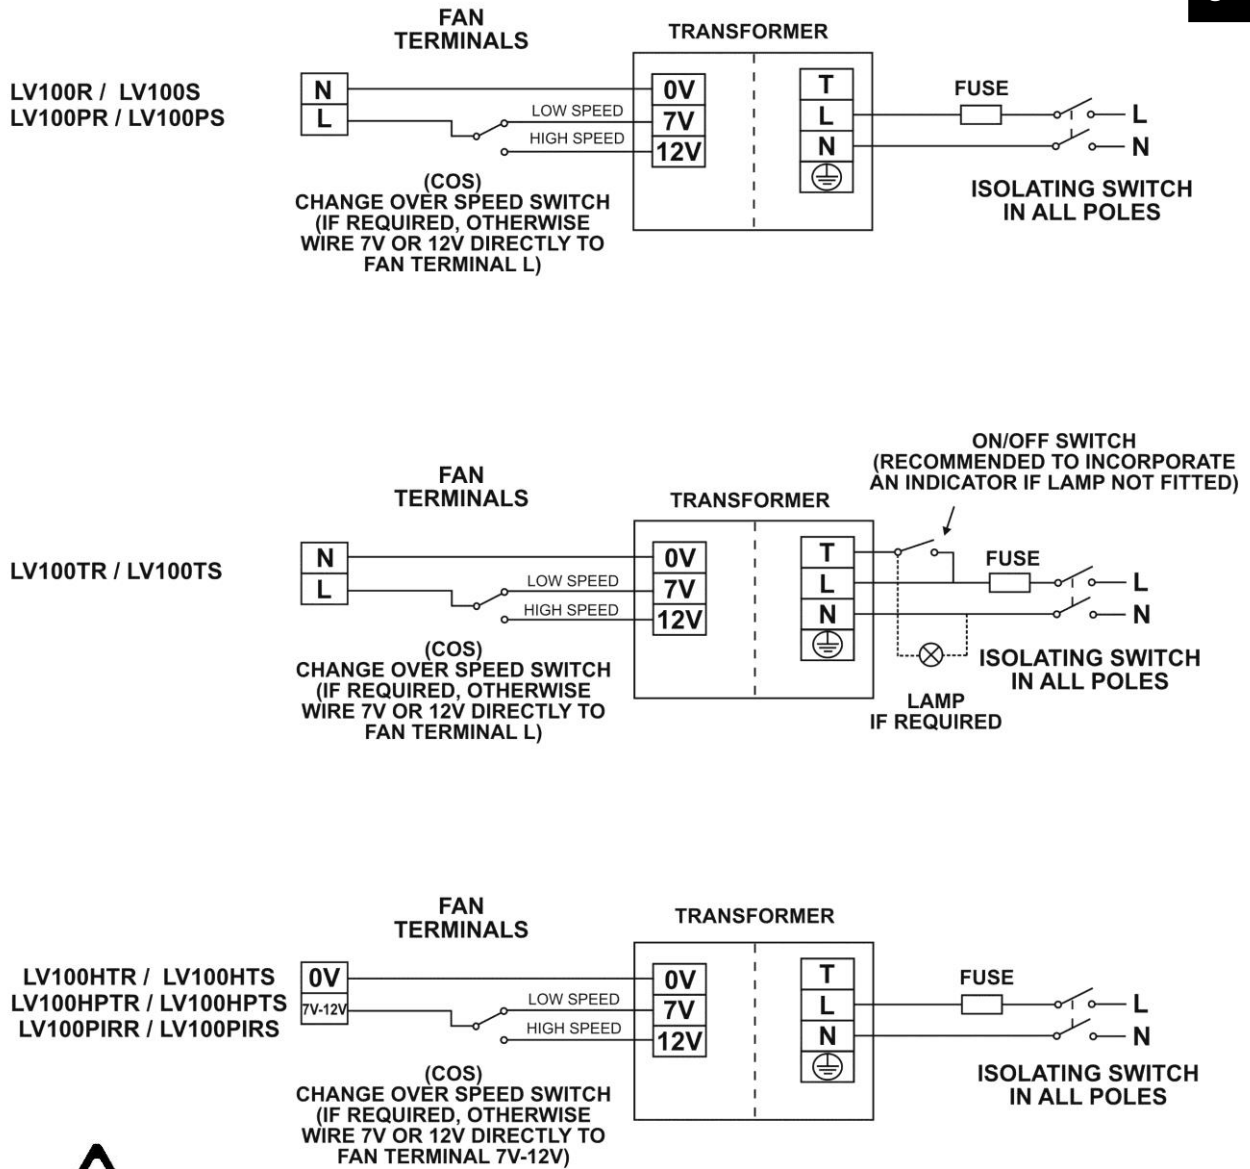 FAN
TERMINALS
TRANSFORMER
LV100R / LV100S
LV100PR / LV100PS
N
L
LOW SPEED
HIGH SPEED
0V
7V
12V
T
L
N
FUSE
L
N
(COS)
CHANGE OVER SPEED SWITCH
(IF REQUIRED, OTHERWISE
WIRE 7V OR 12V DIRECTLY TO
FAN TERMINAL L)
ISOLATING SWITCH
IN ALL POLES
ON/OFF SWITCH
(RECOMMENDED TO INCORPORATE
AN INDICATOR IF LAMP NOT FITTED)
FAN
TERMINALS
TRANSFORMER
LV100TR / LV100TS
N
L
LOW SPEED
HIGH SPEED
0V
7V
12V
T
L
N
FUSE
L
N
(COS)
CHANGE OVER SPEED SWITCH
(IF REQUIRED, OTHERWISE
WIRE 7V OR 12V DIRECTLY TO
FAN TERMINAL L)
ISOLATING SWITCH
IN ALL POLES
LAMP
IF REQUIRED
FAN
TERMINALS
TRANSFORMER
LV100HTR / LV100HTS
LV100HPTR / LV100HPTS
LV100PIRR / LV100PIRS
0V
7V-12V
LOW SPEED
HIGH SPEED
0V
7V
12V
T
L
N
FUSE
L
N
(COS)
CHANGE OVER SPEED SWITCH
(IF REQUIRED, OTHERWISE
WIRE 7V OR 12V DIRECTLY TO
FAN TERMINAL 7V-12V)
ISOLATING SWITCH
IN ALL POLES